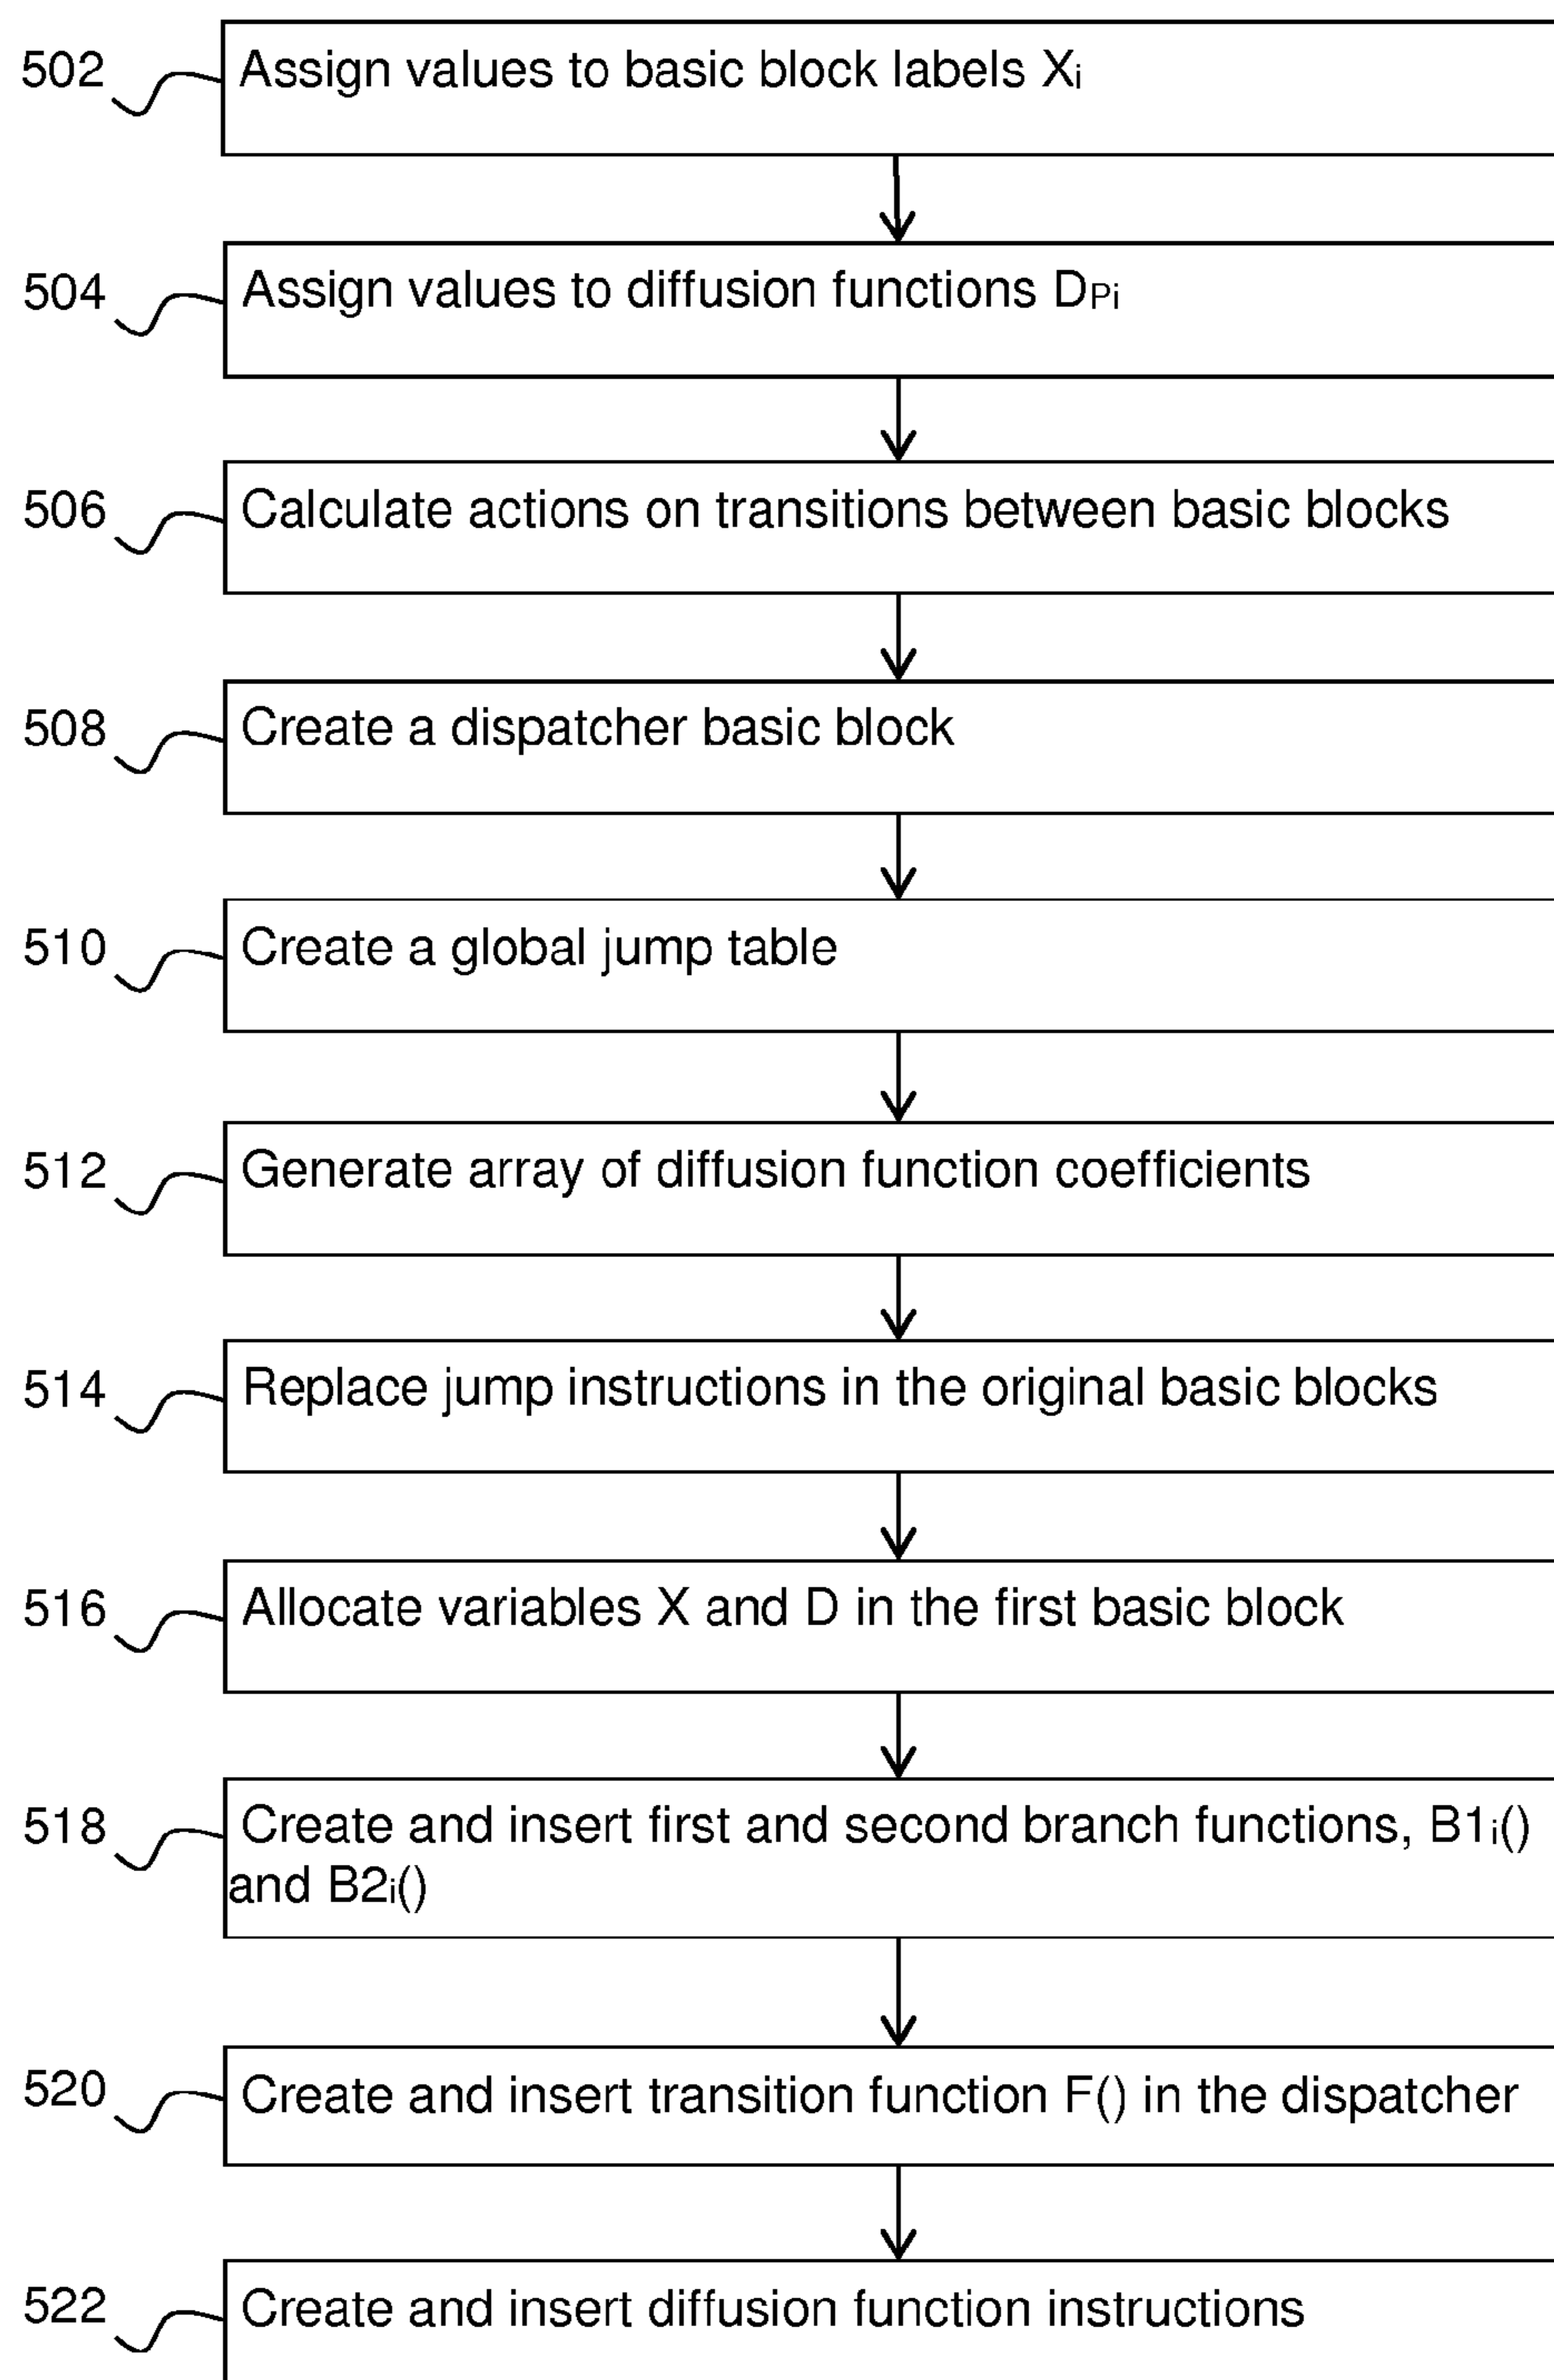 502 Assign values to basic block labels Xi
504 Assign values to diffusion functions DPi
506 Calculate actions on transitions between basic blocks
508 Create a dispatcher basic block
510 Create a global jump table
512 Generate array of diffusion function coefficients
514 Replace jump instructions in the original basic blocks
516 Allocate variables X and D in the first basic block
518 Create and insert first and second branch functions, B1i()
and B2i()
520 Create and insert transition function F() in the dispatcher
522 Create and insert diffusion function instructions